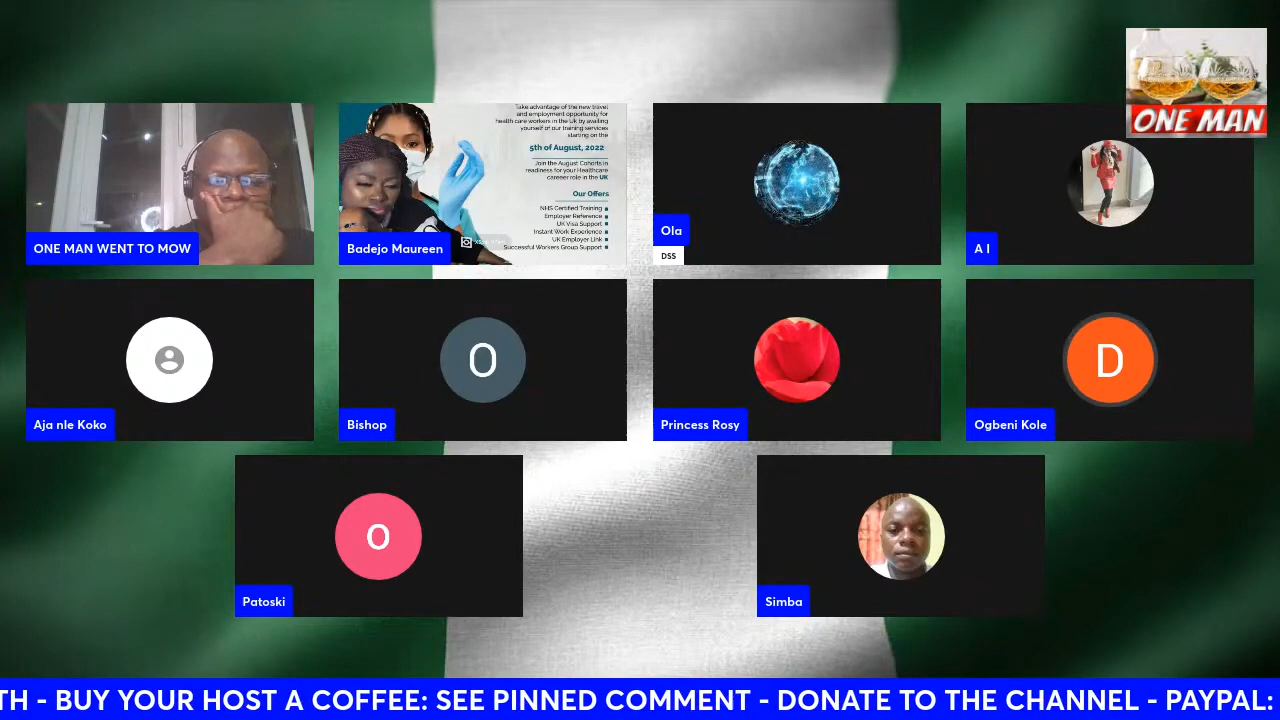 ONE MAN
ONE MAN WENT TO MOW
Take advantage of the new travel
and employment opportunity for
health care workers in the Uk by availing
yourself of our training services
starting on the
5th of August, 2022
Join the August Cohorts in
readiness for your Healthcare
career role in the UK
Our Offers
NHS Certified Training
Employer Reference
UK Visa Support
Instant Work Experience
UK Employer Link
Successful Workers Group Support
Badejo Maureen
Ola
DSS
A I
Aja nle Koko
O
Bishop
Princess Rosy
D
Ogbeni Kole
O
Patoski
Simba
TH - BUY YOUR HOST A COFFEE: SEE PINNED COMMENT - DONATE TO THE CHANNEL - PAYPAL: